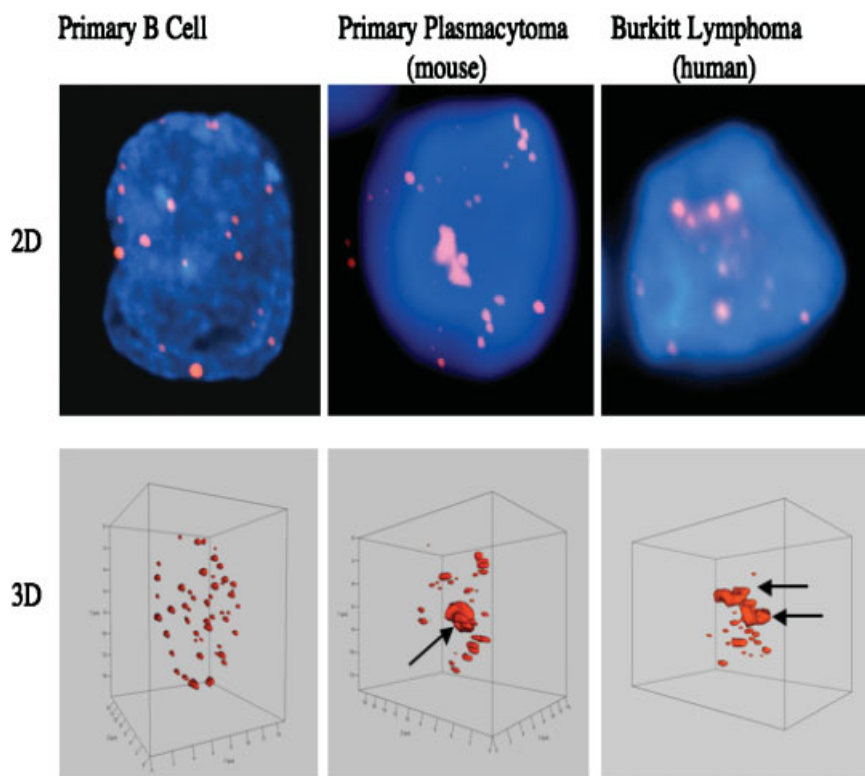 Primary B Cell
Primary Plasmacytoma
(mouse)
Burkitt Lymphoma
(human)
2D
3D